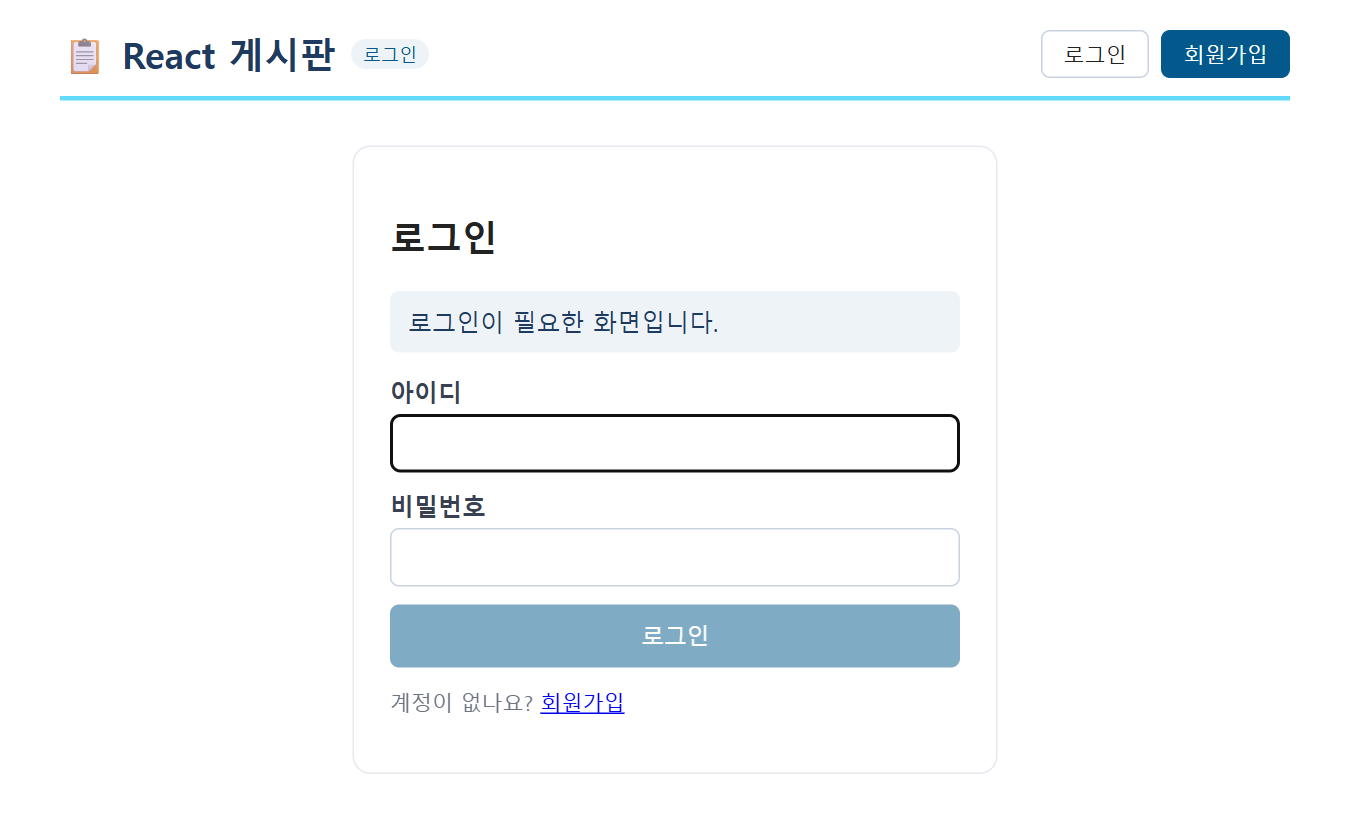 React 게시판 로그인 로그인 회원가입
로그인
로그인이 필요한 화면입니다.
아이디
비밀번호
로그인
계정이 없나요? 회원가입